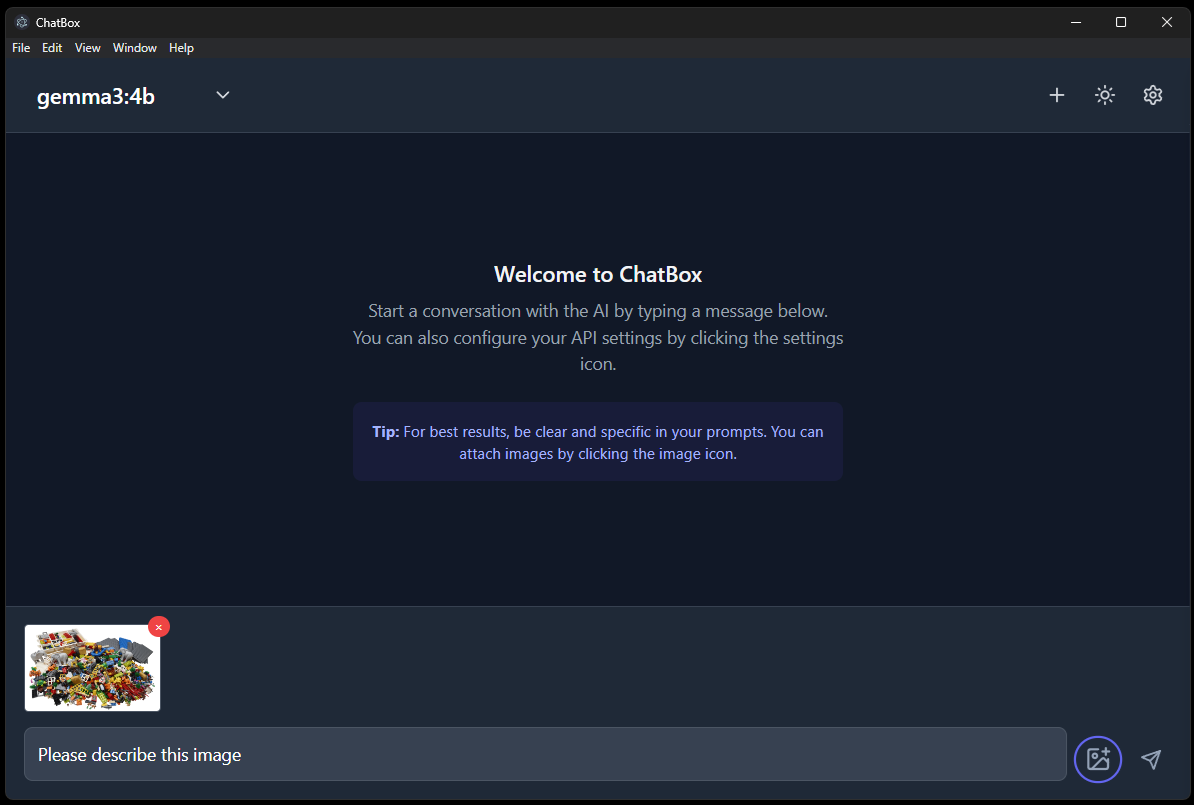 ChatBox
File Edit View Window Help
gemma3:4b
Welcome to ChatBox
Start a conversation with the AI by typing a message below.
You can also configure your API settings by clicking the settings
icon.
Tip: For best results, be clear and specific in your prompts. You can
attach images by clicking the image icon.
Please describe this image